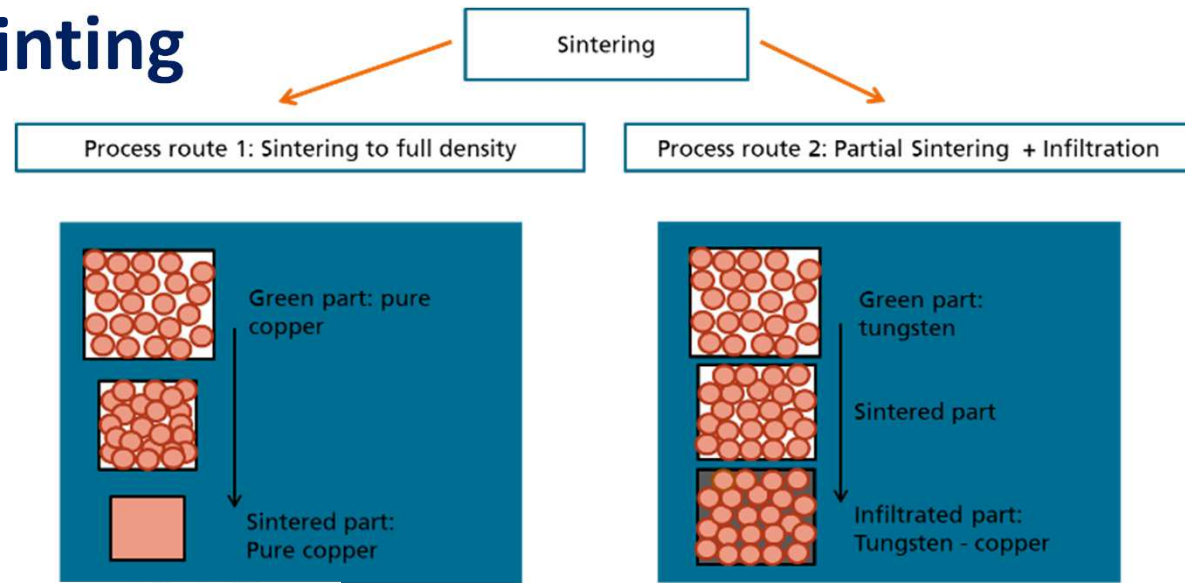 inting
Sintering
Process route 1: Sintering to full density
Process route 2: Partial Sintering + Infiltration
Green part: pure
copper
Sintered part:
Pure copper
Green part:
tungsten
Sintered part
Infiltrated part:
Tungsten - copper